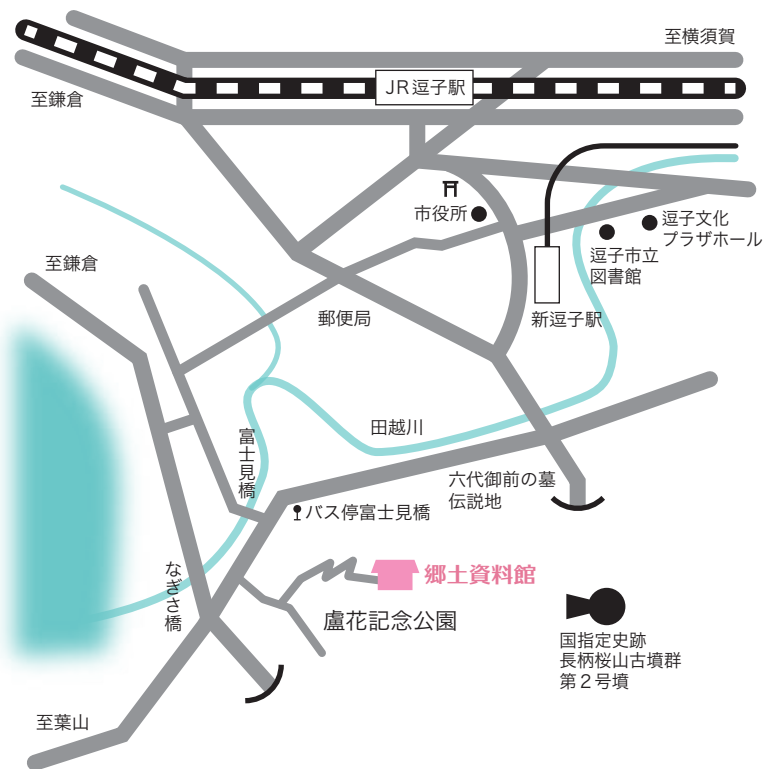 至横須賀
JR逗子駅
至鎌倉
市役所
逗子文化
プラザホール
逗子市立
図書館
至鎌倉
郵便局
新逗子駅
田越川
富士見橋
六代御前の墓
伝説地
バス停富士見橋
なぎさ橋
郷土資料館
盧花記念公園
国指定史跡
長柄桜山古墳群
第２号墳
至葉山